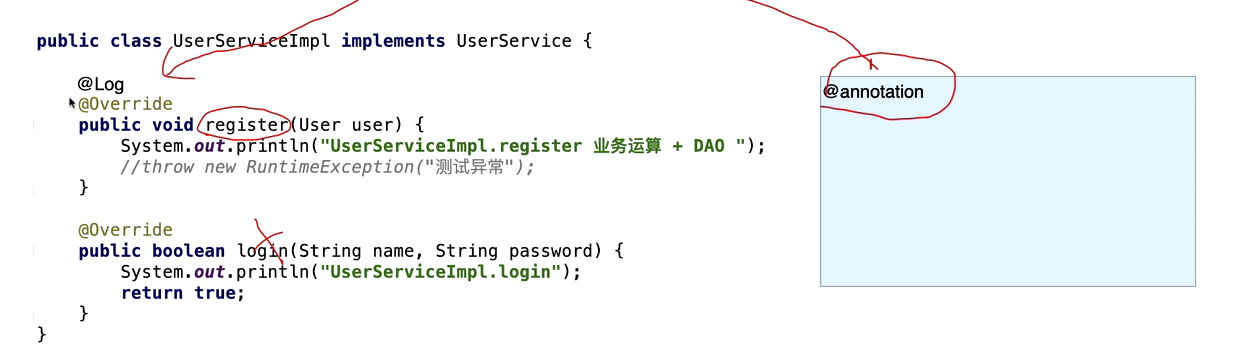 public class UserServiceImpl implements UserService {
@Log
@Override
public void register(User user) {
System.out.println("UserServiceImpl.register 业务运算 + DAO ");
//throw new RuntimeException("测试异常");
}
@Override
public boolean login(String name, String password) {
System.out.println("UserServiceImpl.login");
return true;
}
}
@annotation